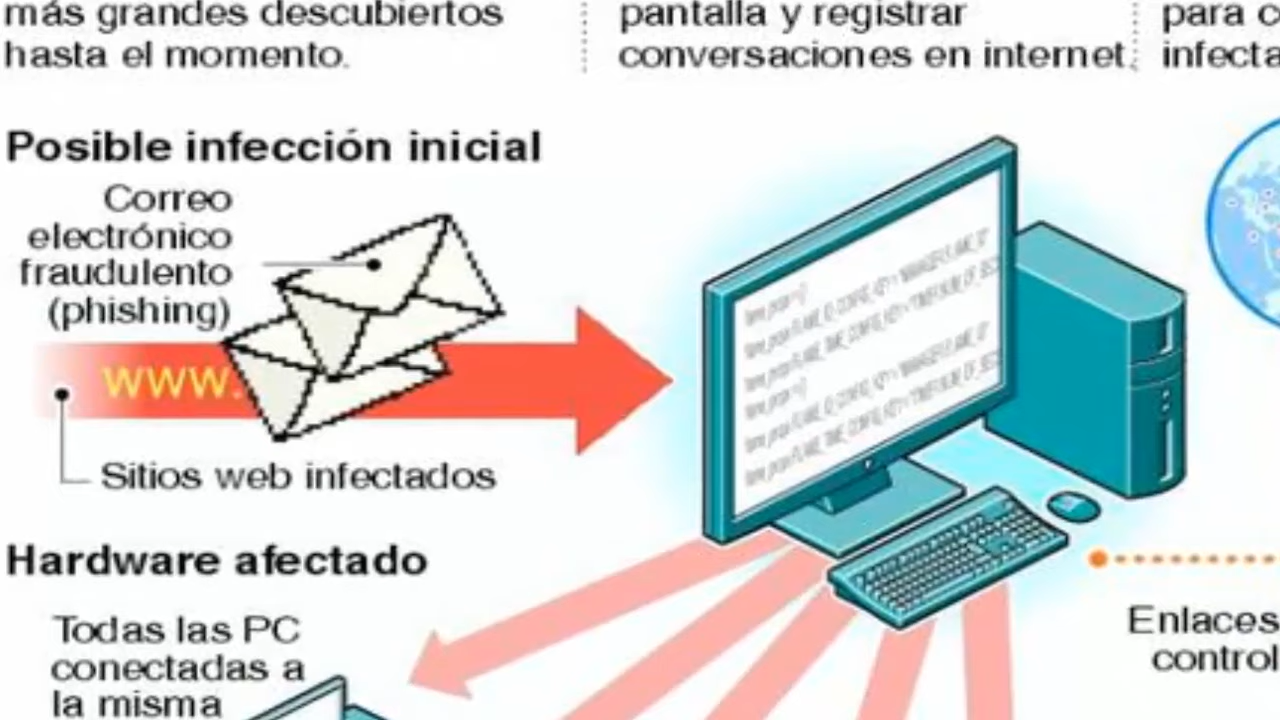 más grandes descubiertos
hasta el momento.
pantalla y registrar
conversaciones en internet.
para
Posible infección inicial
Correo
electrónico
fraudulento
(phishing)
www.
Sitios web infectados
Hardware afectado
Todas las PC
conectadas a
la misma
Enlaces
control